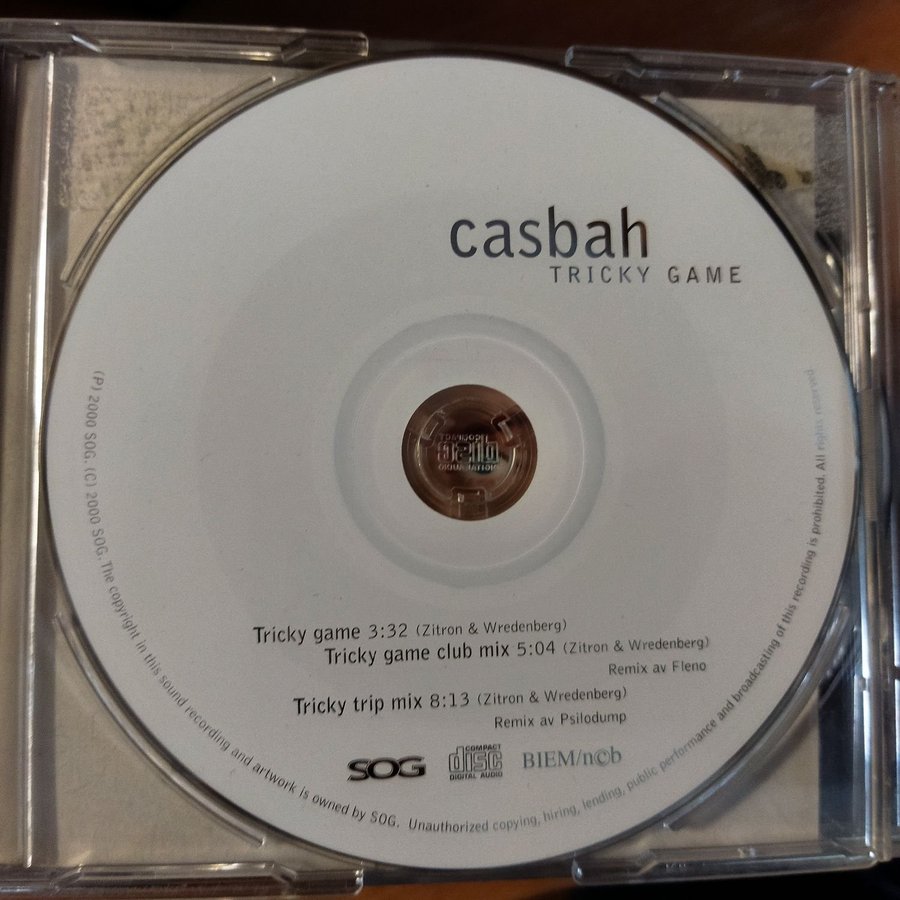 casbah
TRICKY GAME
Tricky game 3:32 (Zitron & Wredenberg)
Tricky game club mix 5:04 (Zitron & Wredenberg)
Remix av Fleno
Tricky trip mix 8:13 (Zitron & Wredenberg)
Remix av Psilodump
SOG
COMPACT
disc
DIGITAL AUDIO
BIEM/n©b
(P) 2000 SOG. (C) 2000 SOG. The copyright in this sound recording and artwork is owned by SOG. Unauthorized copying, hiring, lending, public performance and broadcasting of this recording is prohibited. All rights reserved